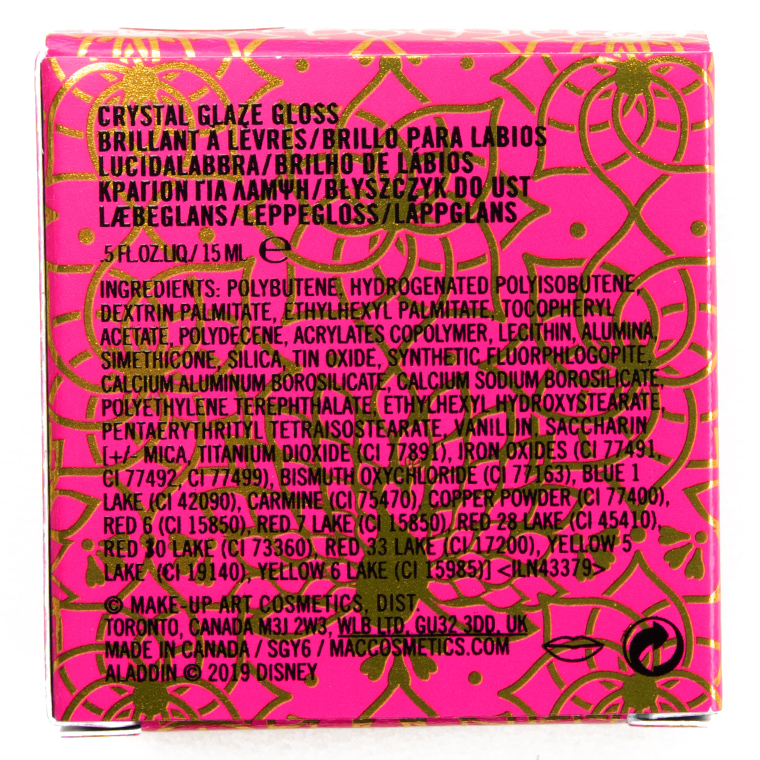 CRYSTAL GLAZE GLOSS
BRILLANT À LÈVRES/BRILLO PARA LABIOS
LUCIDALABBRA/BRILHO DE LÁBIOS
ΚΡΑΓΙΟΝ ΓΙΑ ΛΑΜΨΗ/BŁYSZCZYK DO UST
LÆBEGLANS/LEPPEGLOSS/LÄPPGLANS
.5 FL.OZ.LIQ./15 ML ℮
INGREDIENTS: POLYBUTENE, HYDROGENATED POLYISOBUTENE,
DEXTRIN PALMITATE, ETHYLHEXYL PALMITATE, TOCOPHERYL
ACETATE, POLYDECENE, ACRYLATES COPOLYMER, LECITHIN, ALUMINA,
SIMETHICONE, SILICA, TIN OXIDE, SYNTHETIC FLUORPHLOGOPITE,
CALCIUM ALUMINUM BOROSILICATE, CALCIUM SODIUM BOROSILICATE,
POLYETHYLENE TEREPHTHALATE, ETHYLHEXYL HYDROXYSTEARATE,
PENTAERYTHRITYL TETRAISOSTEARATE, VANILLIN, SACCHARIN
[+/- MICA, TITANIUM DIOXIDE (CI 77891), IRON OXIDES (CI 77491,
CI 77492, CI 77499), BISMUTH OXYCHLORIDE (CI 77163), BLUE 1
LAKE (CI 42090), CARMINE (CI 75470), COPPER POWDER (CI 77400),
RED 6 (CI 15850), RED 7 LAKE (CI 15850), RED 28 LAKE (CI 45410),
RED 30 LAKE (CI 73360), RED 33 LAKE (CI 17200), YELLOW 5
LAKE (CI 19140), YELLOW 6 LAKE (CI 15985)] <ILN43379>
© MAKE-UP ART COSMETICS, DIST.
TORONTO, CANADA M3J 2W3, WLB LTD, GU32 3DD, UK
MADE IN CANADA / SGY6 / MACCOSMETICS.COM
ALADDIN © 2019 DISNEY